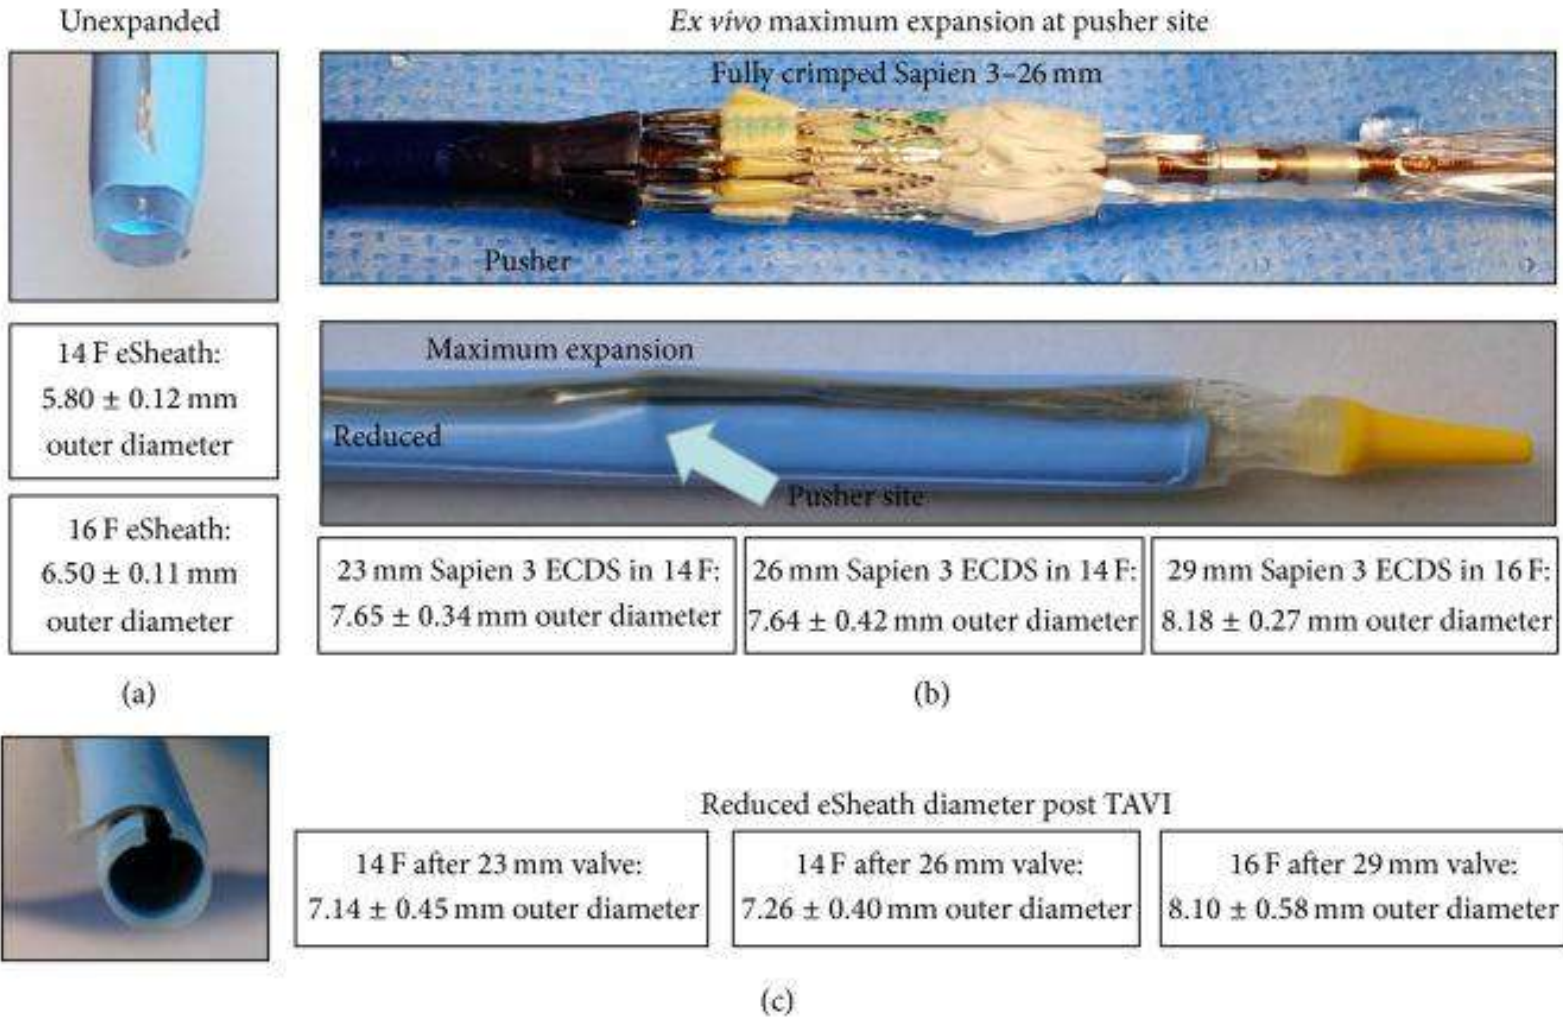 Unexpanded
Ex vivo maximum expansion at pusher site
Fully crimped Sapien 3–26 mm
Pusher
14 F eSheath:
5.80 ± 0.12 mm
outer diameter
Maximum expansion
Reduced
Pusher site
16 F eSheath:
6.50 ± 0.11 mm
outer diameter
23 mm Sapien 3 ECDS in 14 F:
7.65 ± 0.34 mm outer diameter
26 mm Sapien 3 ECDS in 14 F:
7.64 ± 0.42 mm outer diameter
29 mm Sapien 3 ECDS in 16 F:
8.18 ± 0.27 mm outer diameter
(a)
(b)
Reduced eSheath diameter post TAVI
14 F after 23 mm valve:
7.14 ± 0.45 mm outer diameter
14 F after 26 mm valve:
7.26 ± 0.40 mm outer diameter
16 F after 29 mm valve:
8.10 ± 0.58 mm outer diameter
(c)